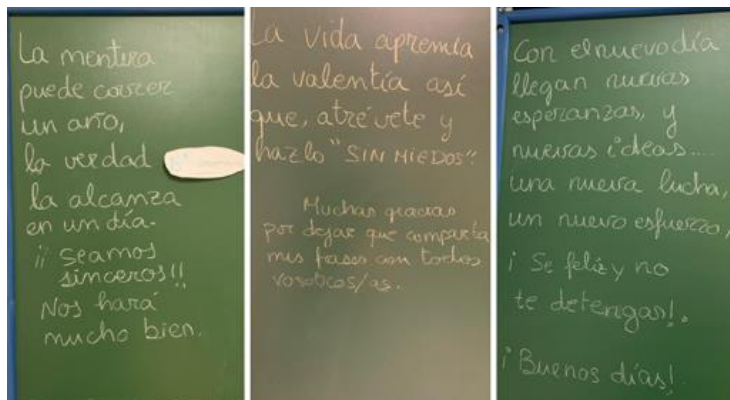 La mentira
puede correr
un año,
la verdad
la alcanza
en un día.
¡¡ Seamos
sinceros!!
Nos hará
mucho bien.
La vida apremia
la valentía así
que, atrévete y
hazlo "SIN MIEDOS".
Muchas gracias
por dejar que comparta
mis frases con todos
vosotros/as.
Con el nuevo día
llegan nuevas
esperanzas, y
nuevas ideas....
una nueva lucha,
un nuevo esfuerzo,
¡ Se felíz y no
te detengas!.
¡ Buenos días!.